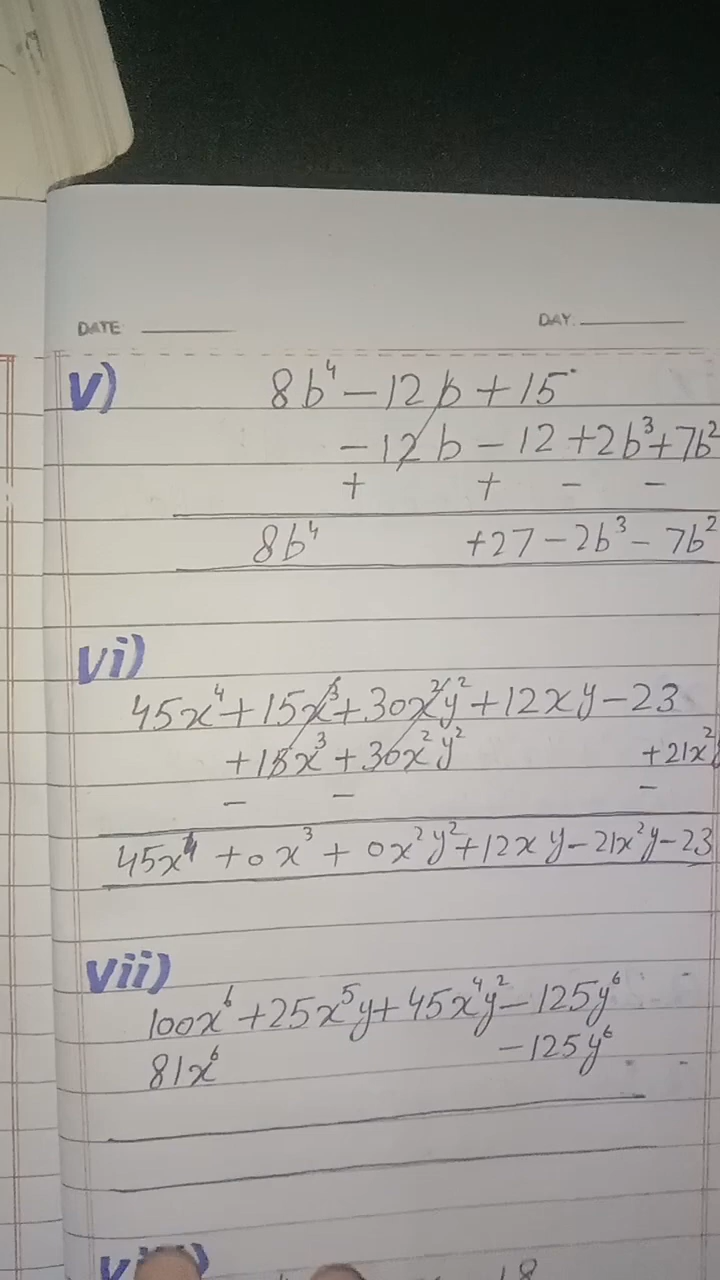 DATE DAY.
v) 8b⁴ − 12b + 15
− 12b − 12 + 2b³ + 7b²
+ + − −
8b⁴ + 27 − 2b³ − 7b²
vi)
45x⁴ + 15x³ + 30x²y² + 12xy − 23
+ 15x³ + 30x²y² + 21x²
− − −
45x⁴ + 0x³ + 0x²y² + 12xy − 21x²y − 23
vii)
100x⁶ + 25x⁵y + 45x⁴y² − 125y⁶
81x⁶ − 125y⁶